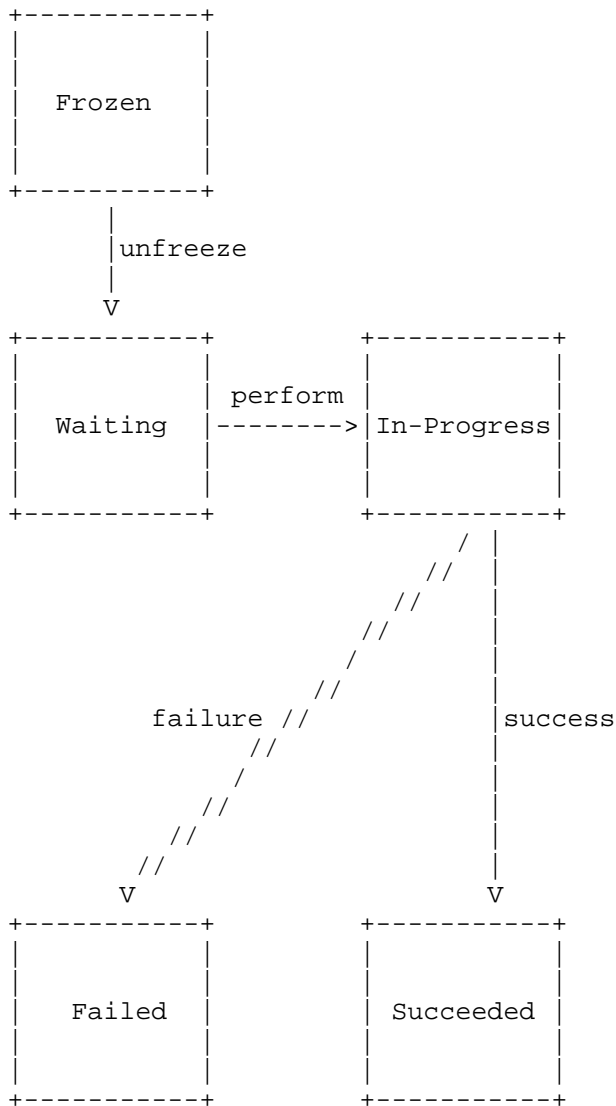 Frozen
unfreeze
perform
Waiting
In-Progress
failure
success
Failed
Succeeded